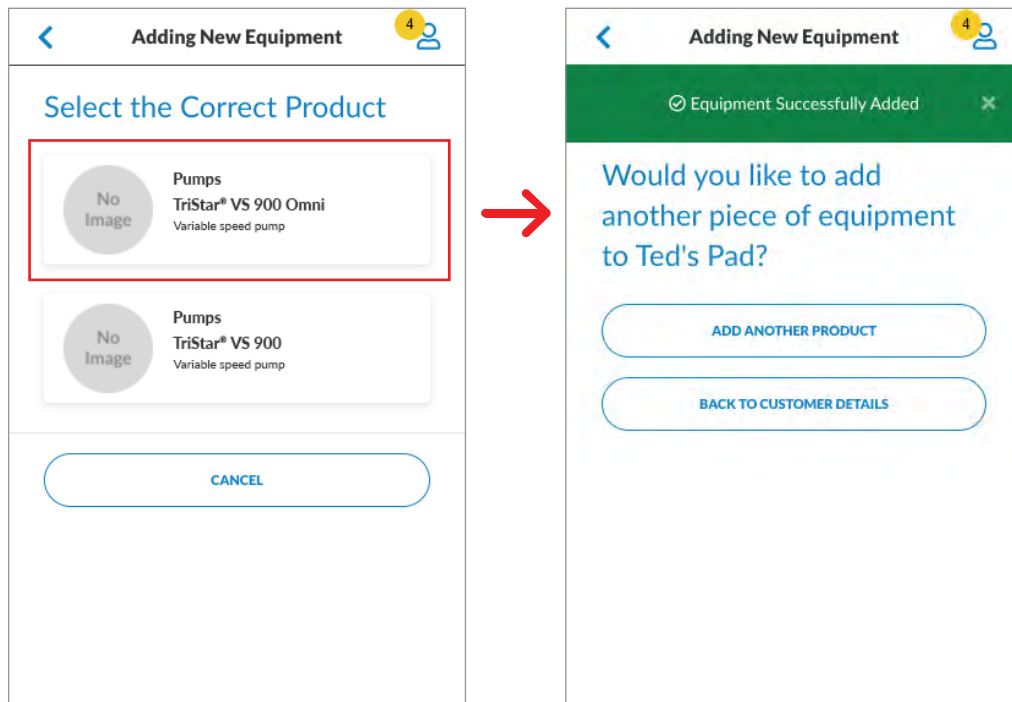 Adding New Equipment
4
Select the Correct Product
No
Image
Pumps
TriStar® VS 900 Omni
Variable speed pump
No
Image
Pumps
TriStar® VS 900
Variable speed pump
CANCEL
Adding New Equipment
4
Equipment Successfully Added
Would you like to add
another piece of equipment
to Ted's Pad?
ADD ANOTHER PRODUCT
BACK TO CUSTOMER DETAILS